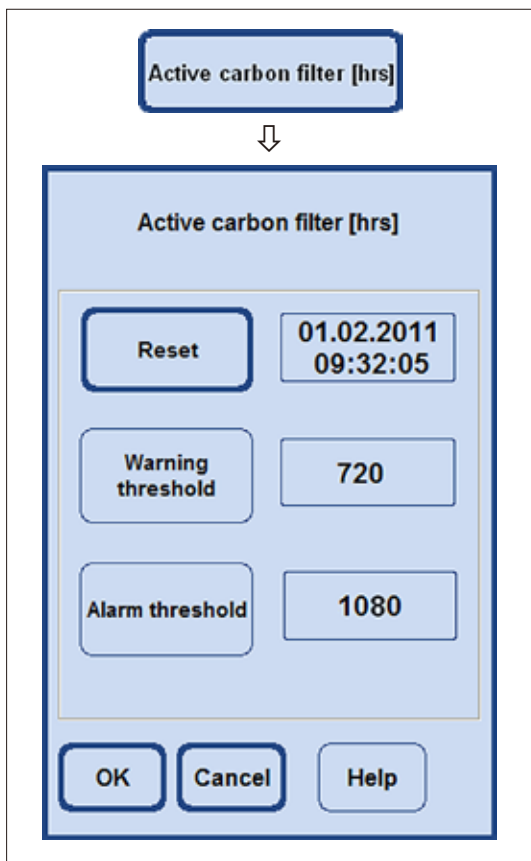 Active carbon filter [hrs]
Active carbon filter [hrs]
Reset
01.02.2011
09:32:05
Warning
threshold
720
Alarm threshold
1080
OK
Cancel
Help